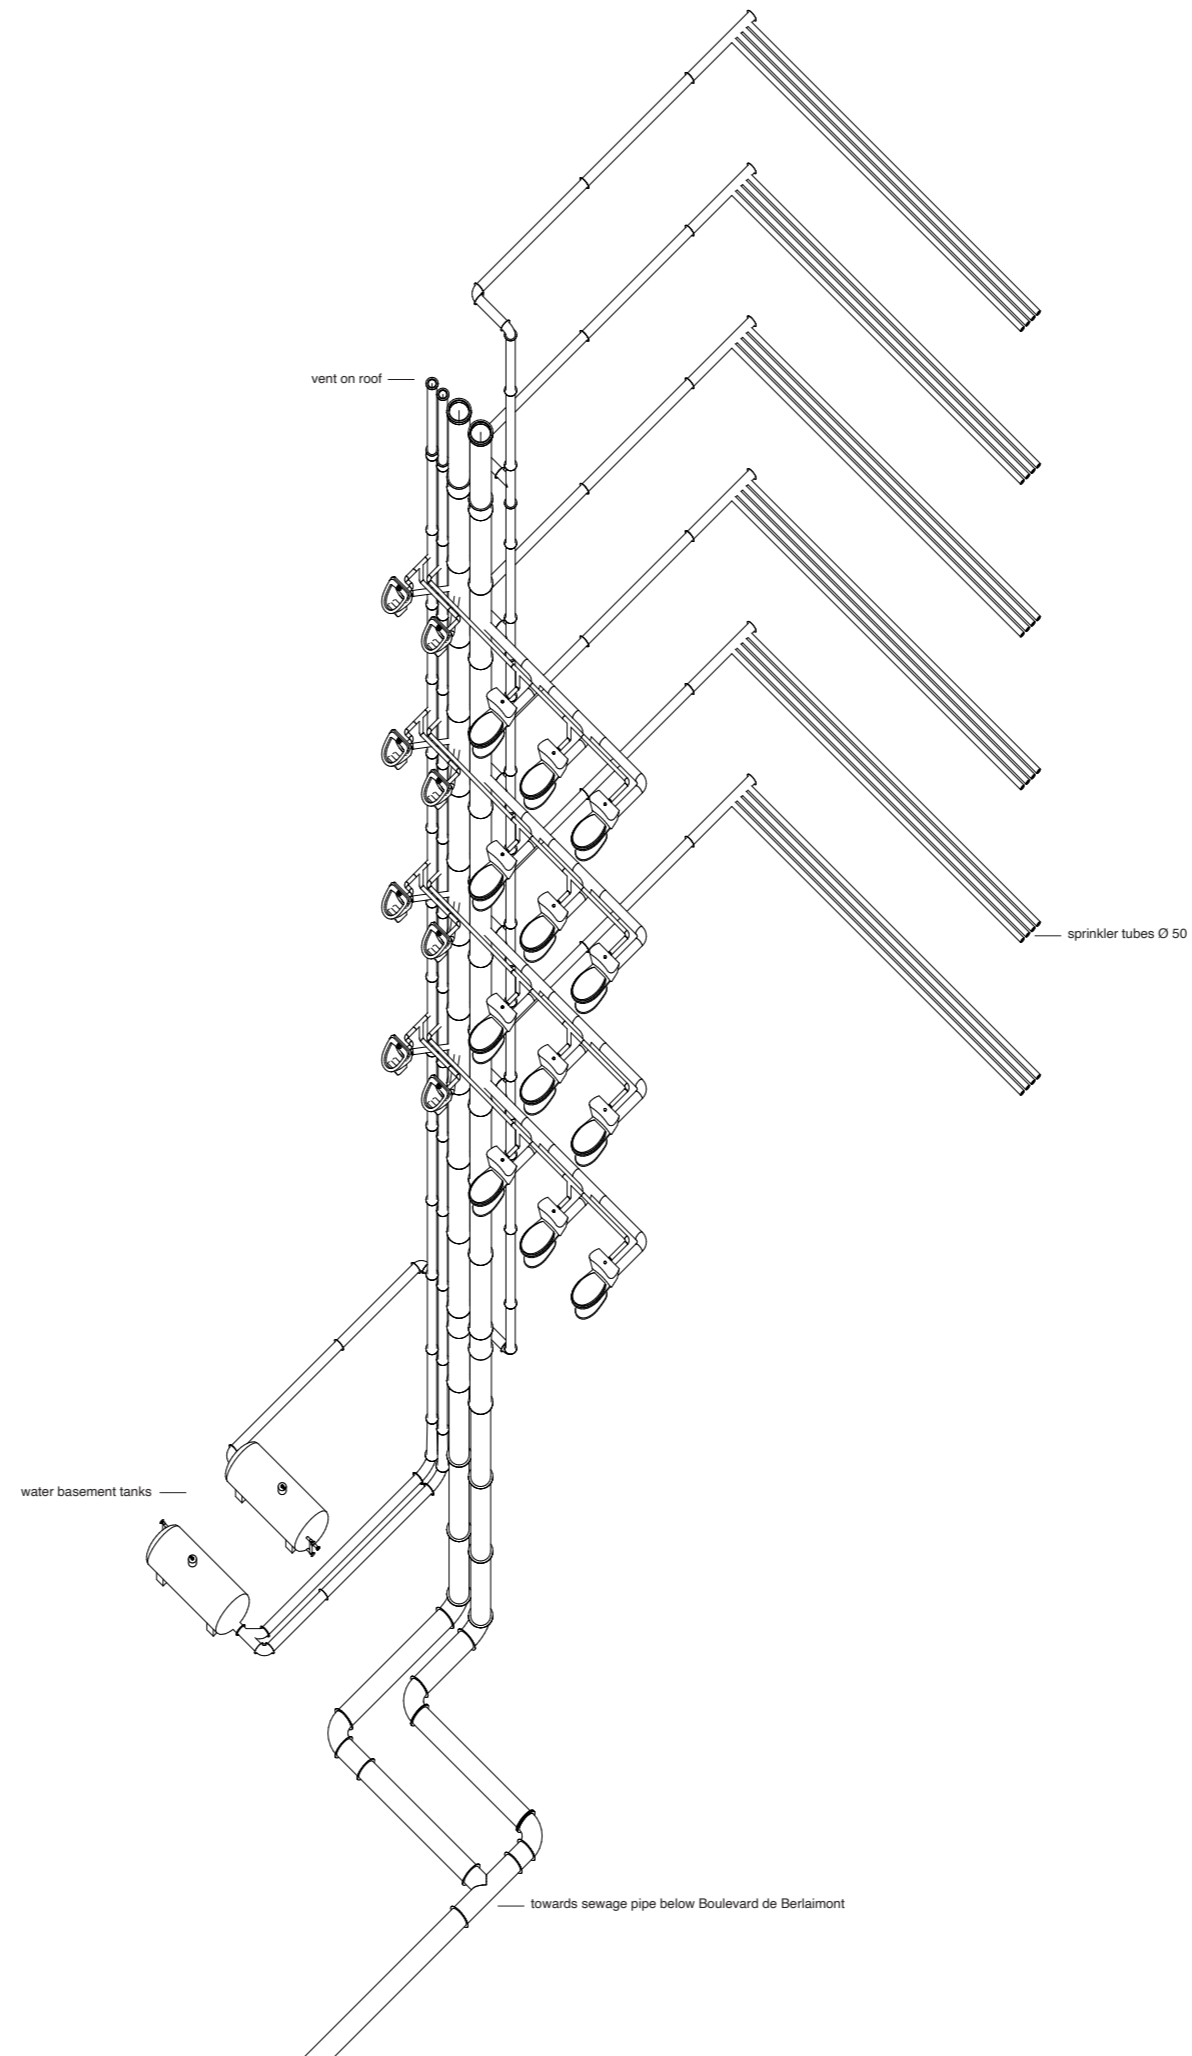 vent on roof
sprinkler tubes Ø 50
water basement tanks
towards sewage pipe below Boulevard de Berlaimont